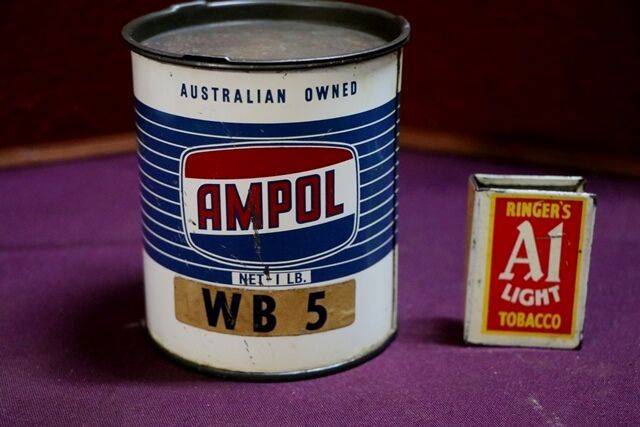 AUSTRALIAN OWNED
AMPOL
NET 1 LB.
WB 5
RINGER'S
A1
LIGHT
TOBACCO